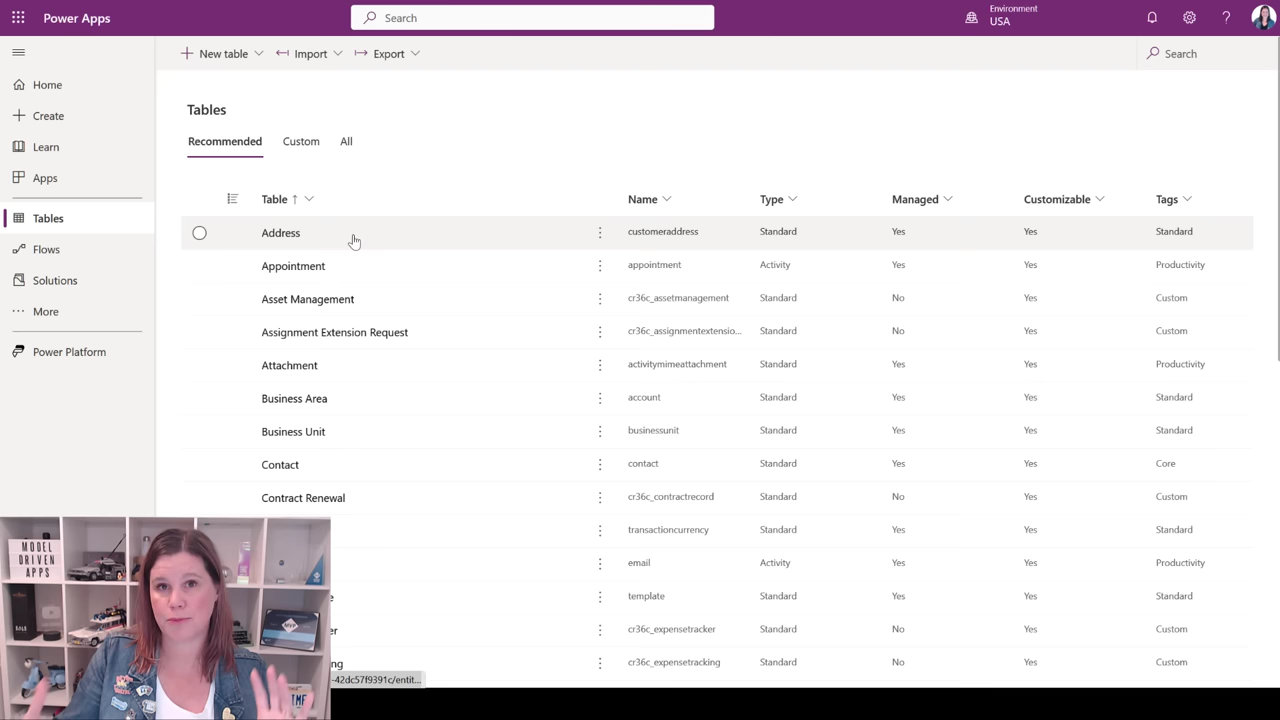 Power Apps
Search
Environment
USA
?
New table
Import
Export
Search
Home
Create
Learn
Apps
Tables
Flows
Solutions
More
Power Platform
Tables
Recommended Custom All
Table ↑ Name Type Managed Customizable Tags
Address customeraddress Standard Yes Yes Standard
Appointment appointment Activity Yes Yes Productivity
Asset Management cr36c_assetmanagement Standard No Yes Custom
Assignment Extension Request cr36c_assignmentextensio... Standard No Yes Custom
Attachment activitymimeattachment Standard Yes Yes Productivity
Business Area account Standard Yes Yes Standard
Business Unit businessunit Standard Yes Yes Standard
Contact contact Standard Yes Yes Core
Contract Renewal cr36c_contractrecord Standard No Yes Custom
transactioncurrency Standard Yes Yes Standard
email Activity Yes Yes Productivity
template Standard Yes Yes Standard
cr36c_expensetracker Standard No Yes Custom
cr36c_expensetracking Standard No Yes Custom
-42dc57f9391c/entit...
MODEL
DRIVEN
APPS